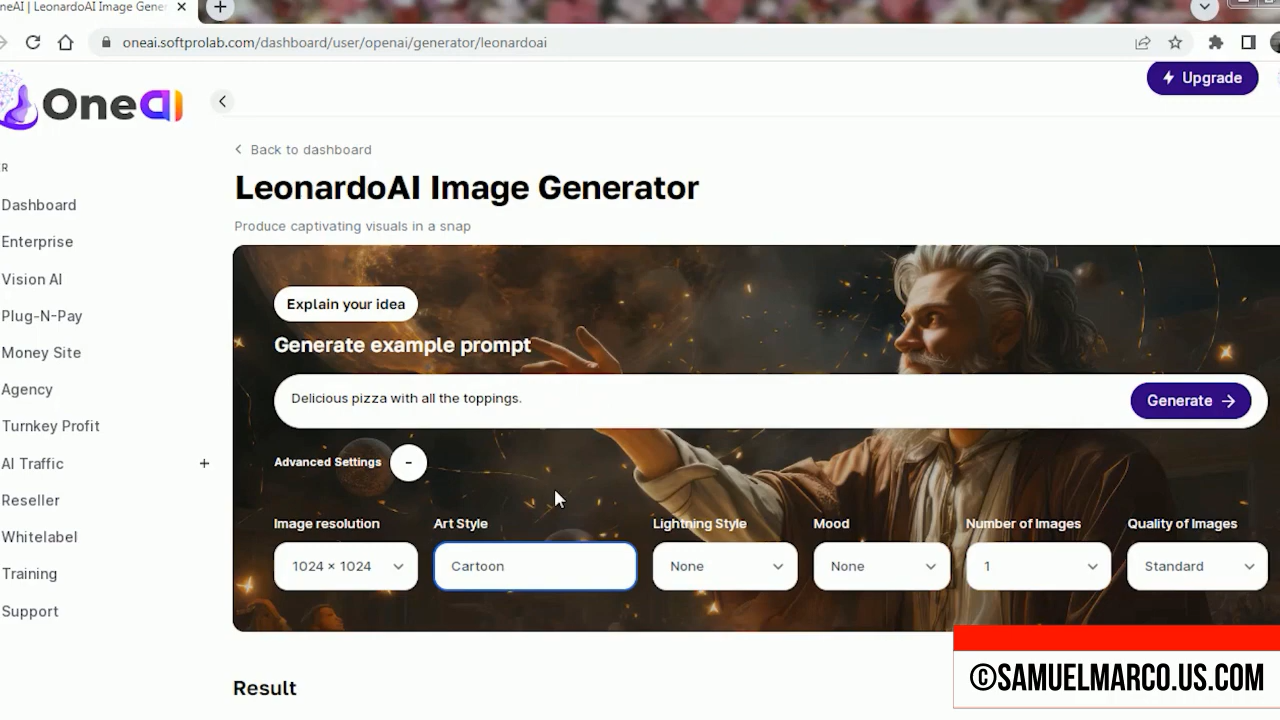 neAI | LeonardoAI Image Gener
oneai.softprolab.com/dashboard/user/openai/generator/leonardoai
OneAI
Upgrade
R
Dashboard
Enterprise
Vision AI
Plug-N-Pay
Money Site
Agency
Turnkey Profit
AI Traffic +
Reseller
Whitelabel
Training
Support
Back to dashboard
LeonardoAI Image Generator
Produce captivating visuals in a snap
Explain your idea
Generate example prompt
Delicious pizza with all the toppings.
Generate →
Advanced Settings -
Image resolution Art Style Lightning Style Mood Number of Images Quality of Images
1024 × 1024 Cartoon None None 1 Standard
Result
©SAMUELMARCO.US.COM